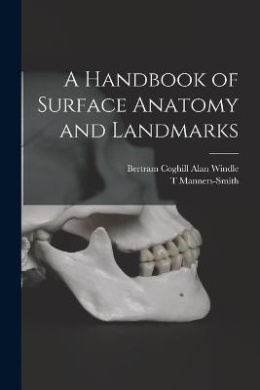 A Handbook of
Surface Anatomy
and Landmarks
Bertram Coghill Alan Windle
T Manners-Smith